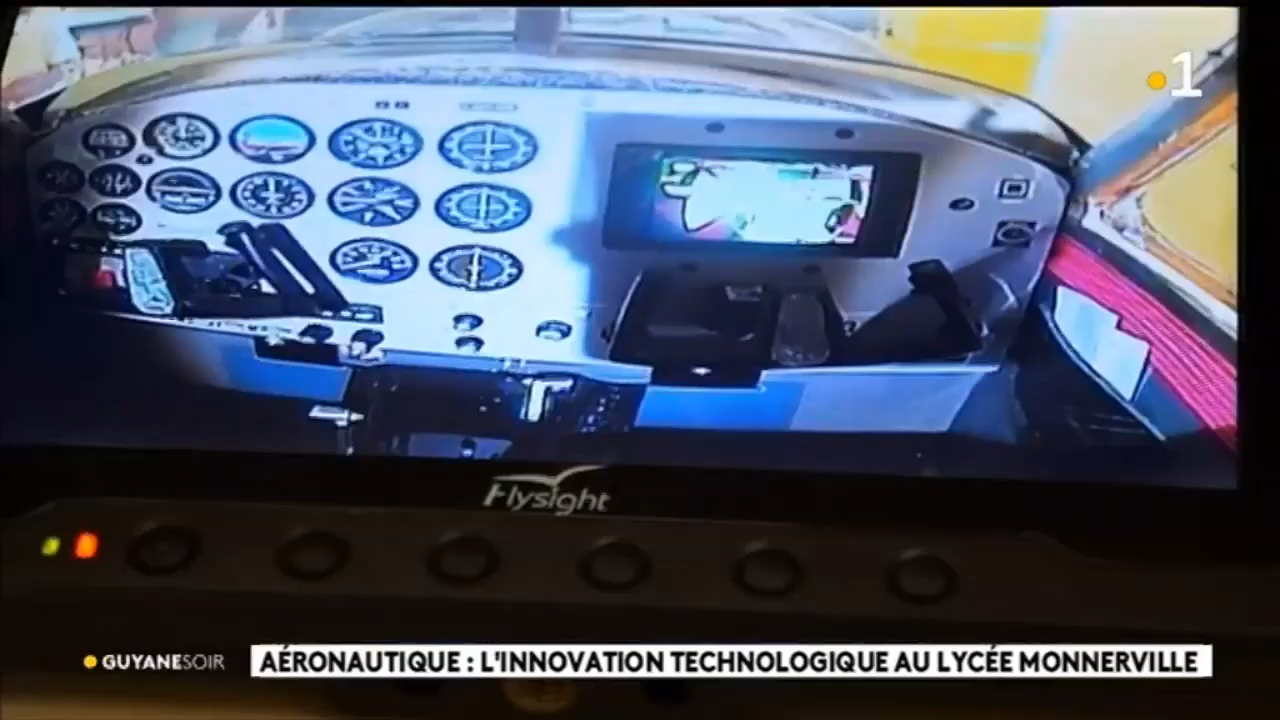 1
Flysight
GUYANESOIR
AÉRONAUTIQUE : L'INNOVATION TECHNOLOGIQUE AU LYCÉE MONNERVILLE